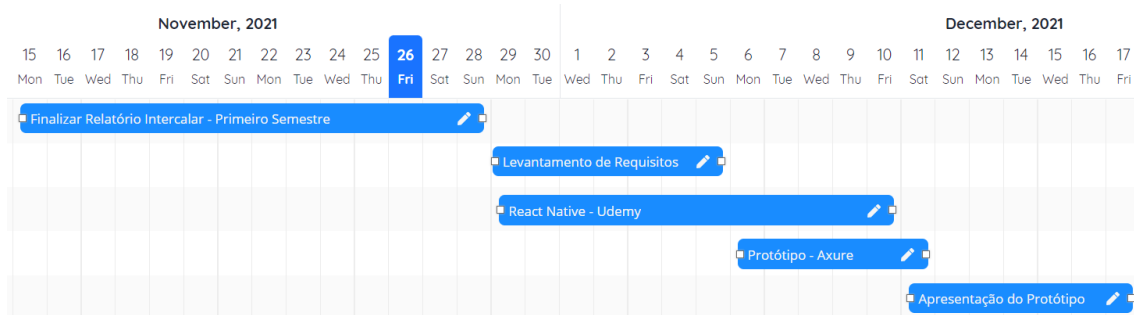 November, 2021 December, 2021
15 16 17 18 19 20 21 22 23 24 25 26 27 28 29 30 1 2 3 4 5 6 7 8 9 10 11 12 13 14 15 16 17
Mon Tue Wed Thu Fri Sat Sun Mon Tue Wed Thu Fri Sat Sun Mon Tue Wed Thu Fri Sat Sun Mon Tue Wed Thu Fri Sat Sun Mon Tue Wed Thu Fri
Finalizar Relatório Intercalar - Primeiro Semestre
Levantamento de Requisitos
React Native - Udemy
Protótipo - Axure
Apresentação do Protótipo